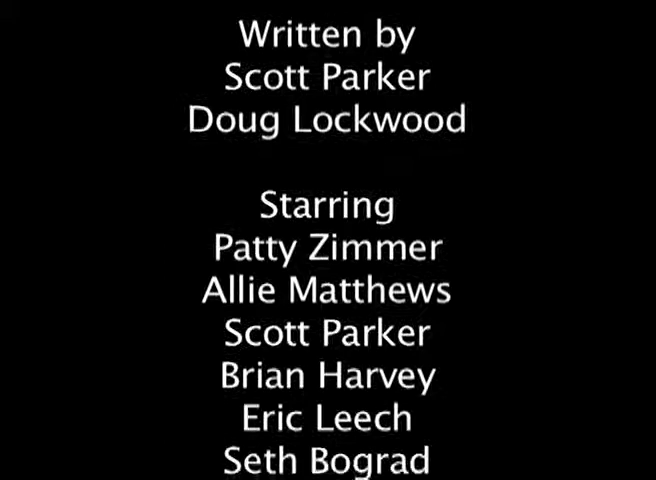 Written by
Scott Parker
Doug Lockwood
Starring
Patty Zimmer
Allie Matthews
Scott Parker
Brian Harvey
Eric Leech
Seth Bograd